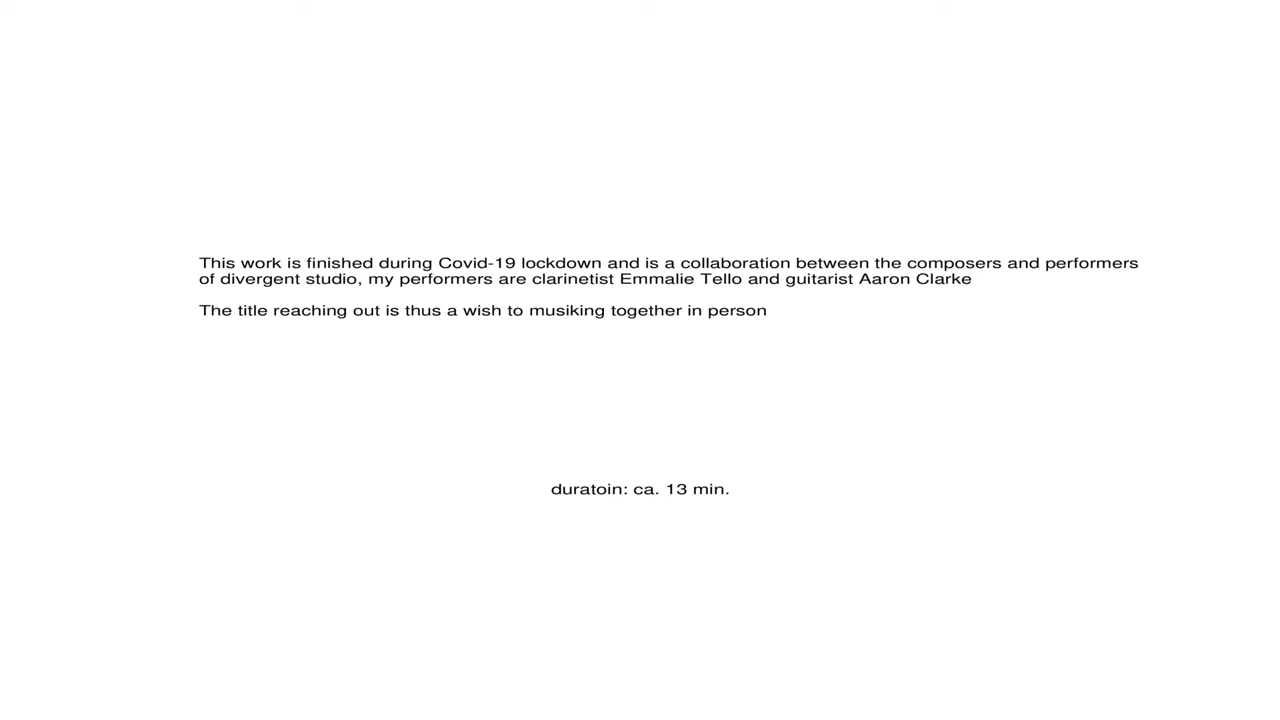 This work is finished during Covid-19 lockdown and is a collaboration between the composers and performers
of divergent studio, my performers are clarinetist Emmalie Tello and guitarist Aaron Clarke
The title reaching out is thus a wish to musiking together in person
duratoin: ca. 13 min.